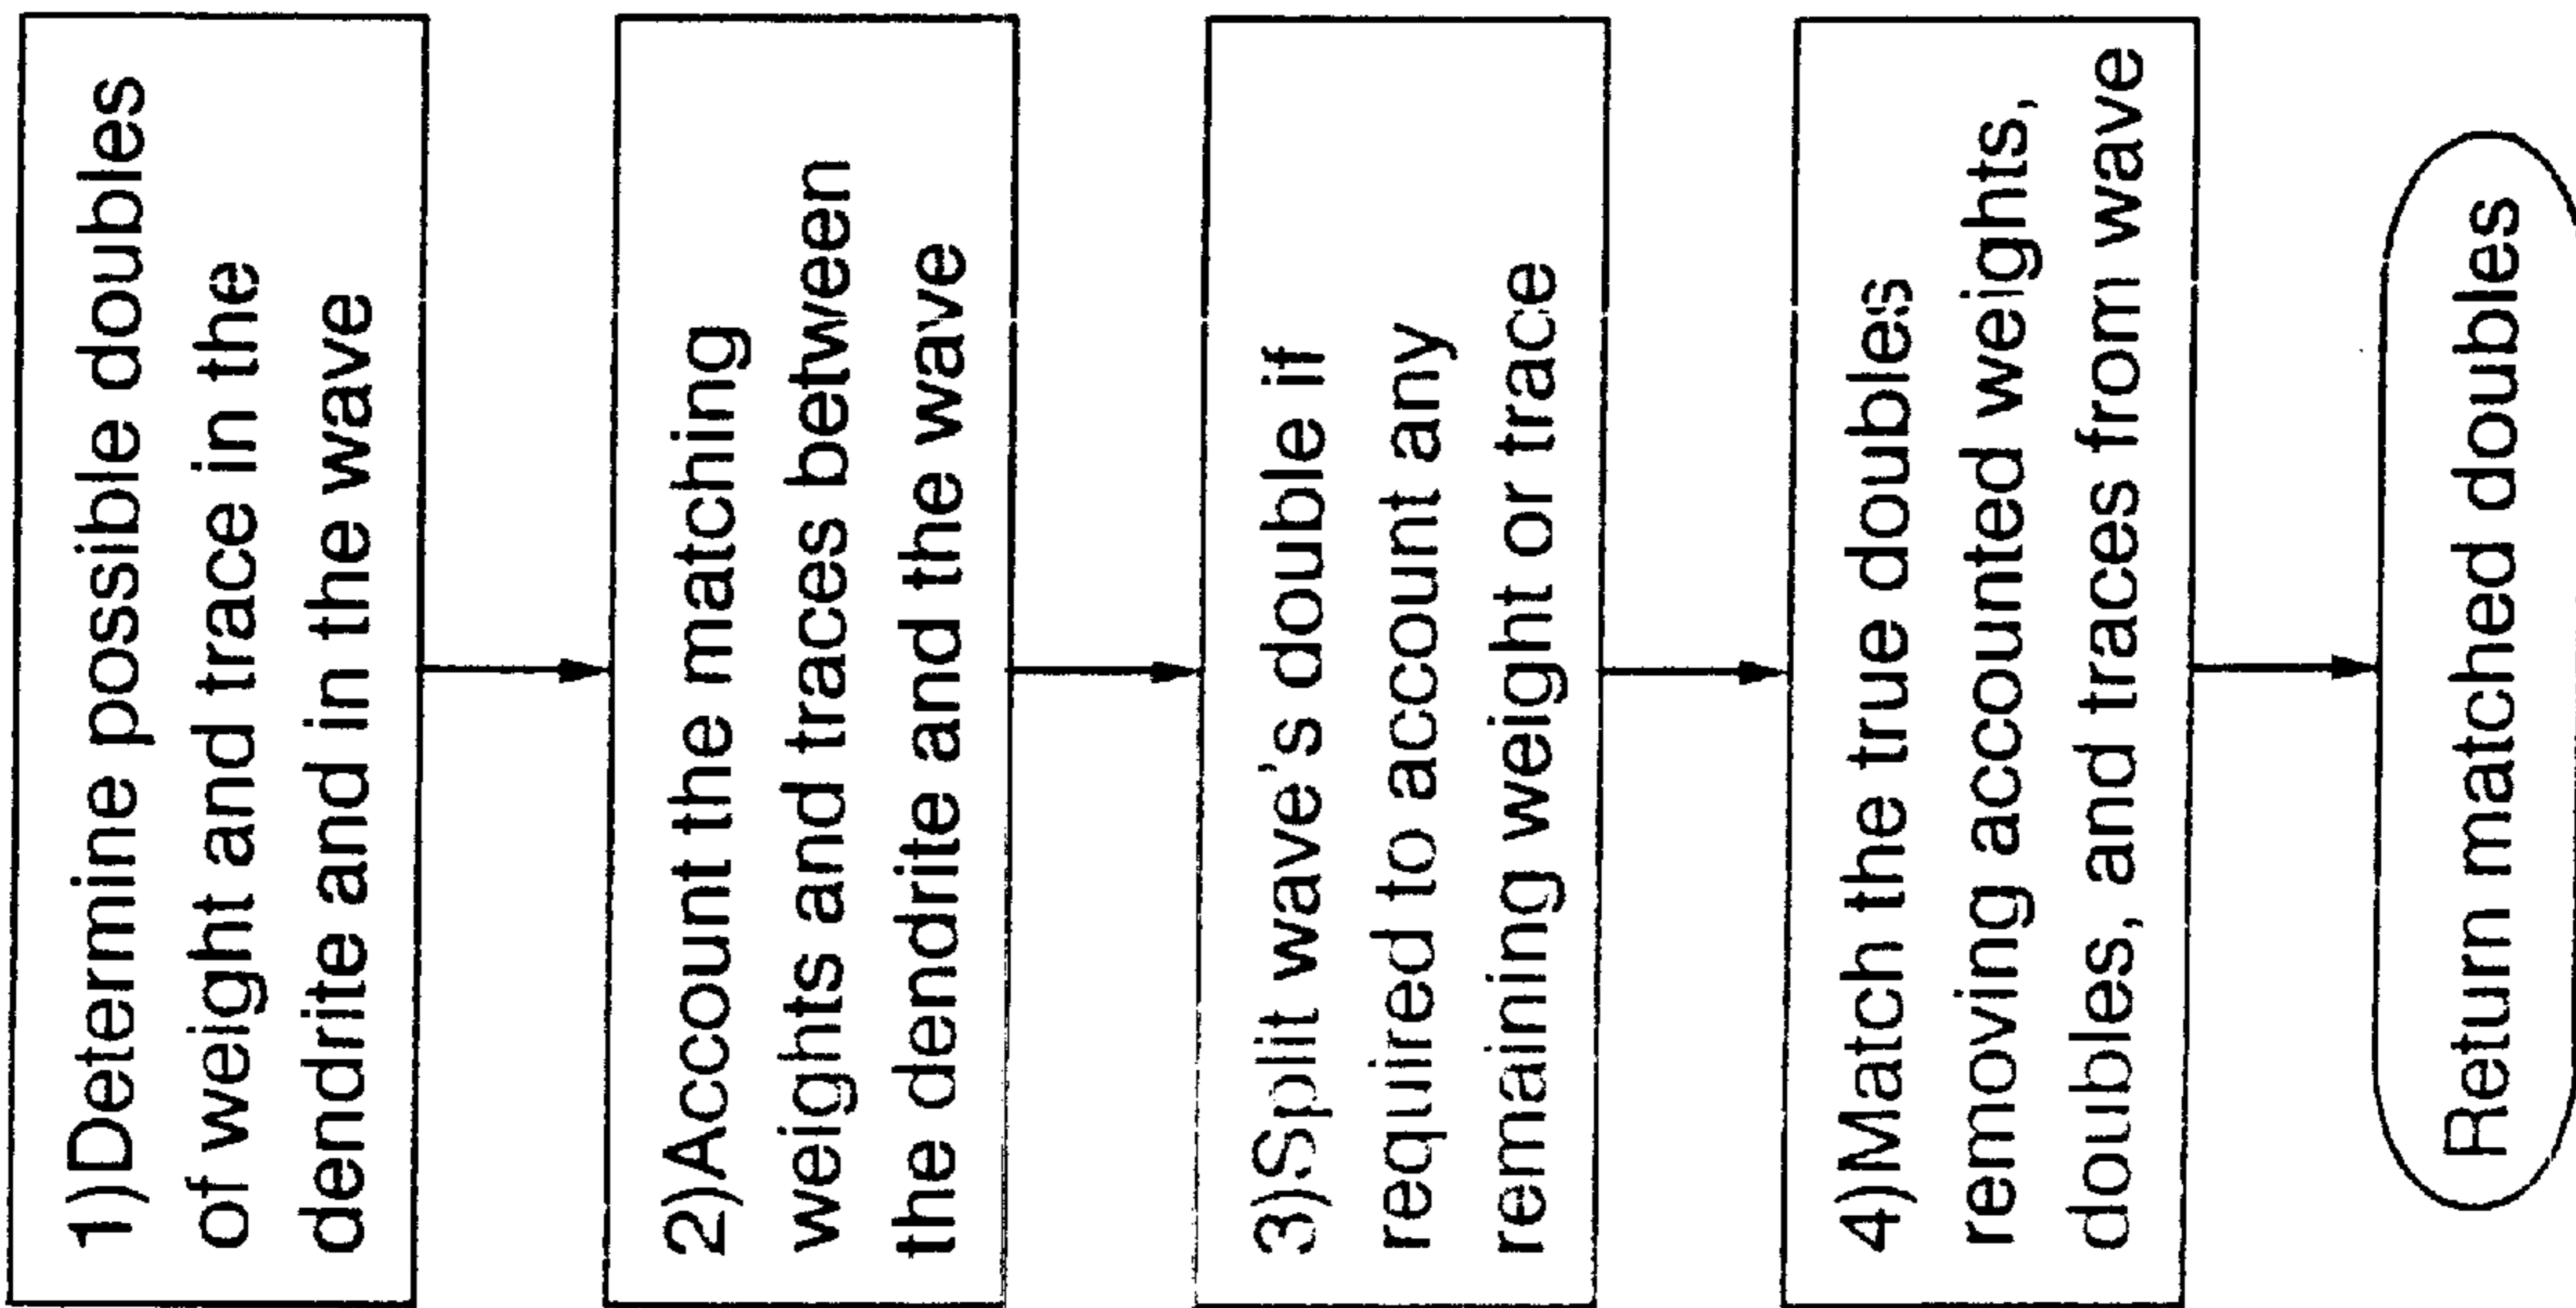 1)Determine possible doubles
of weight and trace in the
dendrite and in the wave
2)Account the matching
weights and traces between
the dendrite and the wave
3)Split wave's double if
required to account any
remaining weight or trace
4)Match the true doubles
removing accounted weights,
doubles, and traces from wave
Return matched doubles